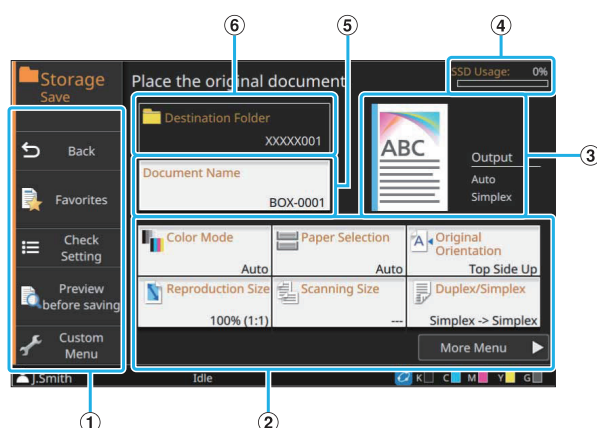 ⑥
⑤
④
Storage
Save
Place the original document
SSD Usage: 0%
Destination Folder
XXXXX001
ABC
Output
Auto
Simplex
③
Back
Document Name
BOX-0001
Favorites
Check
Setting
Color Mode
Auto
Paper Selection
Auto
Original
Orientation
Top Side Up
Preview
before saving
Reproduction Size
100% (1:1)
Scanning Size
---
Duplex/Simplex
Simplex -> Simplex
Custom
Menu
More Menu
J.Smith
Idle
K C M Y G
①
②